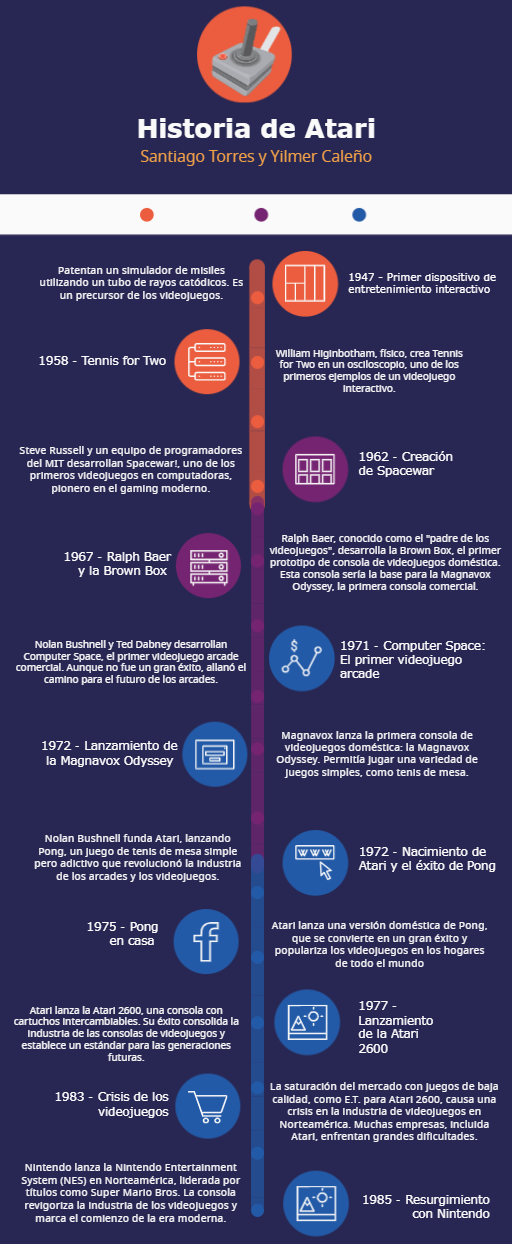 Historia de Atari
Santiago Torres y Yilmer Caleño
1947 - Primer dispositivo de
entretenimiento interactivo
Patentan un simulador de misiles
utilizando un tubo de rayos catódicos. Es
un precursor de los videojuegos.
1958 - Tennis for Two
William Higinbotham, físico, crea Tennis
for Two en un osciloscopio, uno de los
primeros ejemplos de un videojuego
interactivo.
1962 - Creación
de Spacewar
Steve Russell y un equipo de programadores
del MIT desarrollan Spacewar!, uno de los
primeros videojuegos en computadoras,
pionero en el gaming moderno.
1967 - Ralph Baer
y la Brown Box
Ralph Baer, conocido como el "padre de los
videojuegos", desarrolla la Brown Box, el primer
prototipo de consola de videojuegos doméstica.
Esta consola sería la base para la Magnavox
Odyssey, la primera consola comercial.
1971 - Computer Space:
El primer videojuego
arcade
$
Nolan Bushnell y Ted Dabney desarrollan
Computer Space, el primer videojuego arcade
comercial. Aunque no fue un gran éxito, allanó el
camino para el futuro de los arcades.
1972 - Lanzamiento de
la Magnavox Odyssey
Magnavox lanza la primera consola de
videojuegos doméstica: la Magnavox
Odyssey. Permitía jugar una variedad de
juegos simples, como tenis de mesa.
1972 - Nacimiento de
Atari y el éxito de Pong
WWW
Nolan Bushnell funda Atari, lanzando
Pong, un juego de tenis de mesa simple
pero adictivo que revolucionó la industria
de los arcades y los videojuegos.
1975 - Pong
en casa
f
Atari lanza una versión doméstica de Pong,
que se convierte en un gran éxito y
populariza los videojuegos en los hogares
de todo el mundo
1977 -
Lanzamiento
de la Atari
2600
Atari lanza la Atari 2600, una consola con
cartuchos intercambiables. Su éxito consolida la
industria de las consolas de videojuegos y
establece un estándar para las generaciones
futuras.
1983 - Crisis de los
videojuegos
La saturación del mercado con juegos de baja
calidad, como E.T. para Atari 2600, causa una
crisis en la industria de videojuegos en
Norteamérica. Muchas empresas, incluida
Atari, enfrentan grandes dificultades.
1985 - Resurgimiento
con Nintendo
Nintendo lanza la Nintendo Entertainment
System (NES) en Norteamérica, liderada por
títulos como Super Mario Bros. La consola
revigoriza la industria de los videojuegos y
marca el comienzo de la era moderna.